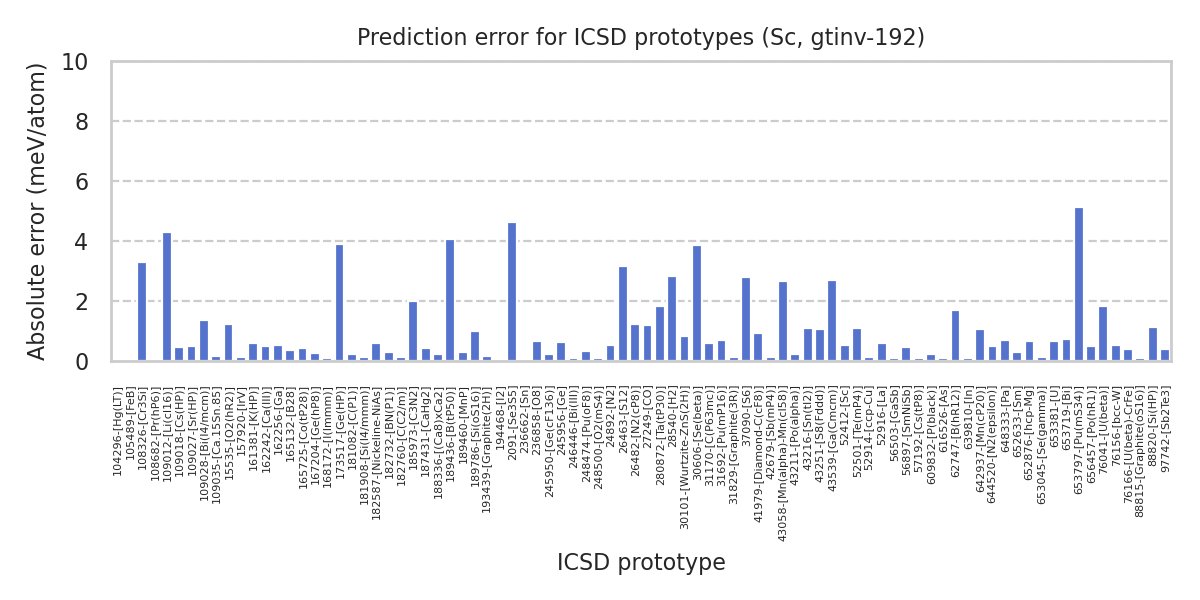 Prediction error for ICSD prototypes (Sc, gtinv-192)
Absolute error (meV/atom)
10
8
6
4
2
0
104296-[Hg(LT)]
105489-[FeB]
108326-[Cr3Si]
108682-[Pr(hP6)]
109012-[Li(cI16)]
109018-[Cs(HP)]
109027-[Sr(HP)]
109028-[Bi(I4/mcm)]
109035-[Ca.15Sn.85]
15535-[O2(hR2)]
157920-[IrV]
161381-[K(HP)]
162242-[Ca(III)]
162256-[Ga]
165132-[B28]
165725-[Co(tP28)]
167204-[Ge(hP8)]
168172-[I(Immm)]
173517-[Ge(HP)]
181082-[C(P1)]
181908-[Si(I4/mmm)]
182587-[Nickeline-NiAs]
182732-[BN(P1)]
182760-[C(C2/m)]
185973-[C3N2]
187431-[CaHg2]
188336-[(Ca8)xCa2]
189436-[B(tP50)]
189460-[MnP]
189786-[Si(oS16)]
193439-[Graphite(2H)]
194468-[I2]
2091-[Se3S5]
236662-[Sn]
236858-[O8]
245950-[Ge(cF136)]
245956-[Ge]
246446-[Bi(III)]
248474-[Pu(oF8)]
248500-[O2(mS4)]
24892-[N2]
26463-[S12]
26482-[N2(cP8)]
27249-[CO]
280872-[Ta(tP30)]
28540-[H2]
30101-[Wurtzite-ZnS(2H)]
30606-[Se(beta)]
31170-[C(P63mc)]
31692-[Pu(mP16)]
31829-[Graphite(3R)]
37090-[S6]
41979-[Diamond-C(cF8)]
42679-[Sb(mP4)]
43058-[Mn(alpha)-Mn(cI58)]
43211-[Po(alpha)]
43216-[Sn(tI2)]
43251-[S8(Fddd)]
43539-[Ga(Cmcm)]
52412-[Sc]
52501-[Te(mP4)]
52914-[fcc-Cu]
52916-[La]
56503-[GaSb]
56897-[SmNiSb]
57192-[Cs(tP8)]
609832-[P(black)]
616526-[As]
62747-[B(hR12)]
639810-[In]
642937-[Mn(cP20)]
644520-[N2(epsilon)]
648333-[Pa]
652633-[Sm]
652876-[hcp-Mg]
653045-[Se(gamma)]
653381-[U]
653719-[Bi]
653797-[Pu(mS34)]
656457-[Po(hR1)]
76041-[U(beta)]
76156-[bcc-W]
76166-[U(beta)-CrFe]
88815-[Graphite(oS16)]
88820-[Si(HP)]
97742-[Sb2Te3]
ICSD prototype